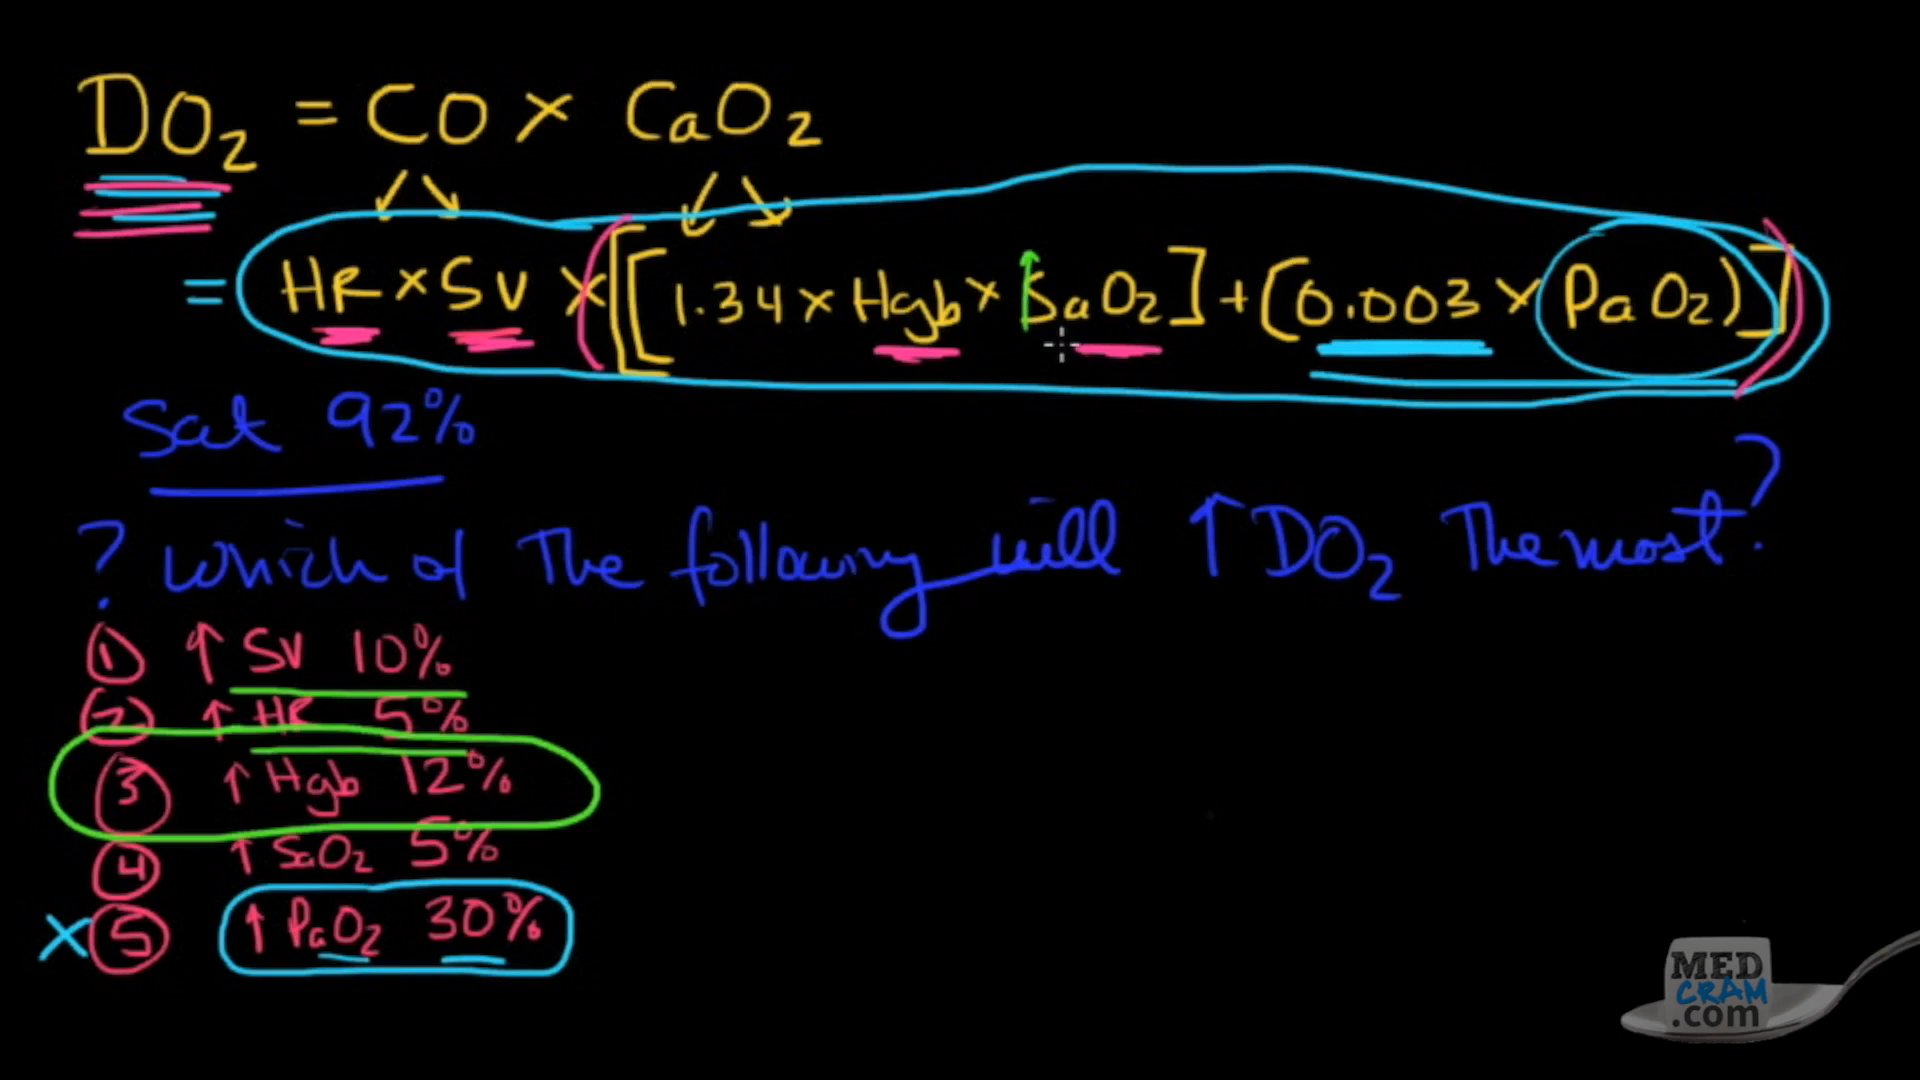 DO₂ = CO × CaO₂
= HR × SV × [[1.34 × Hgb × SaO₂] + (0.003 × PaO₂)]
Sat 92%
? Which of The following will ↑ DO₂ The most?
① ↑ SV 10%
② ↑ HR 5%
③ ↑ Hgb 12%
④ ↑ SaO₂ 5%
X ⑤ ↑ PaO₂ 30%
MED
CRAM
.com